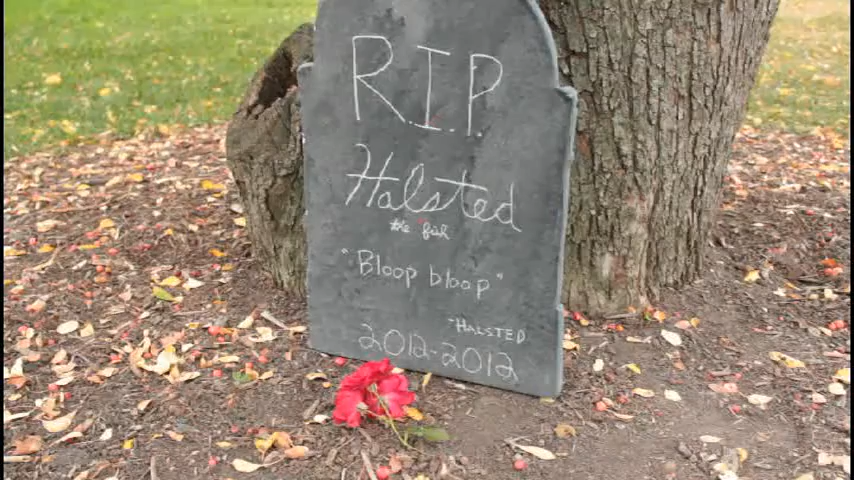 R.I.P.
Halsted
the fish
"Bloop bloop"
-HALSTED
2012-2012